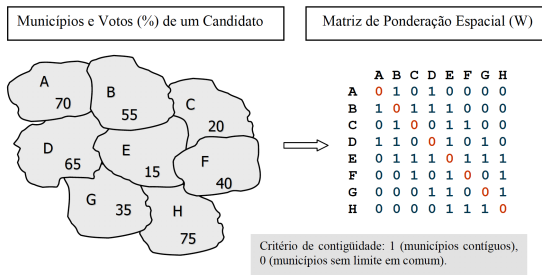 Municípios e Votos (%) de um Candidato
Matriz de Ponderação Espacial (W)
A
70
B
55
C
20
D
65
E
15
F
40
G
35
H
75
A B C D E F G H
A 0 1 0 1 0 0 0 0
B 1 0 1 1 1 0 0 0
C 0 1 0 0 1 1 0 0
D 1 1 0 0 1 0 1 0
E 0 1 1 1 0 1 1 1
F 0 0 1 0 1 0 0 1
G 0 0 0 1 1 0 0 1
H 0 0 0 0 1 1 1 0
Critério de contigüidade: 1 (municípios contíguos),
0 (municípios sem limite em comum).